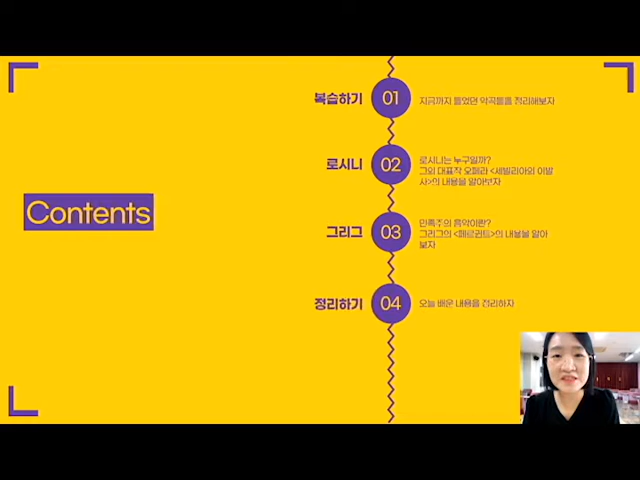 Contents
복습하기
01
지금까지 들었던 악곡들을 정리해보자
로시니
02
로시니는 누구일까?
그의 대표작 오페라 <세빌리아의 이발
사>의 내용을 알아보자
그리그
03
민족주의 음악이란?
그리그의 <페르귄트>의 내용을 알아
보자
정리하기
04
오늘 배운 내용을 정리하자